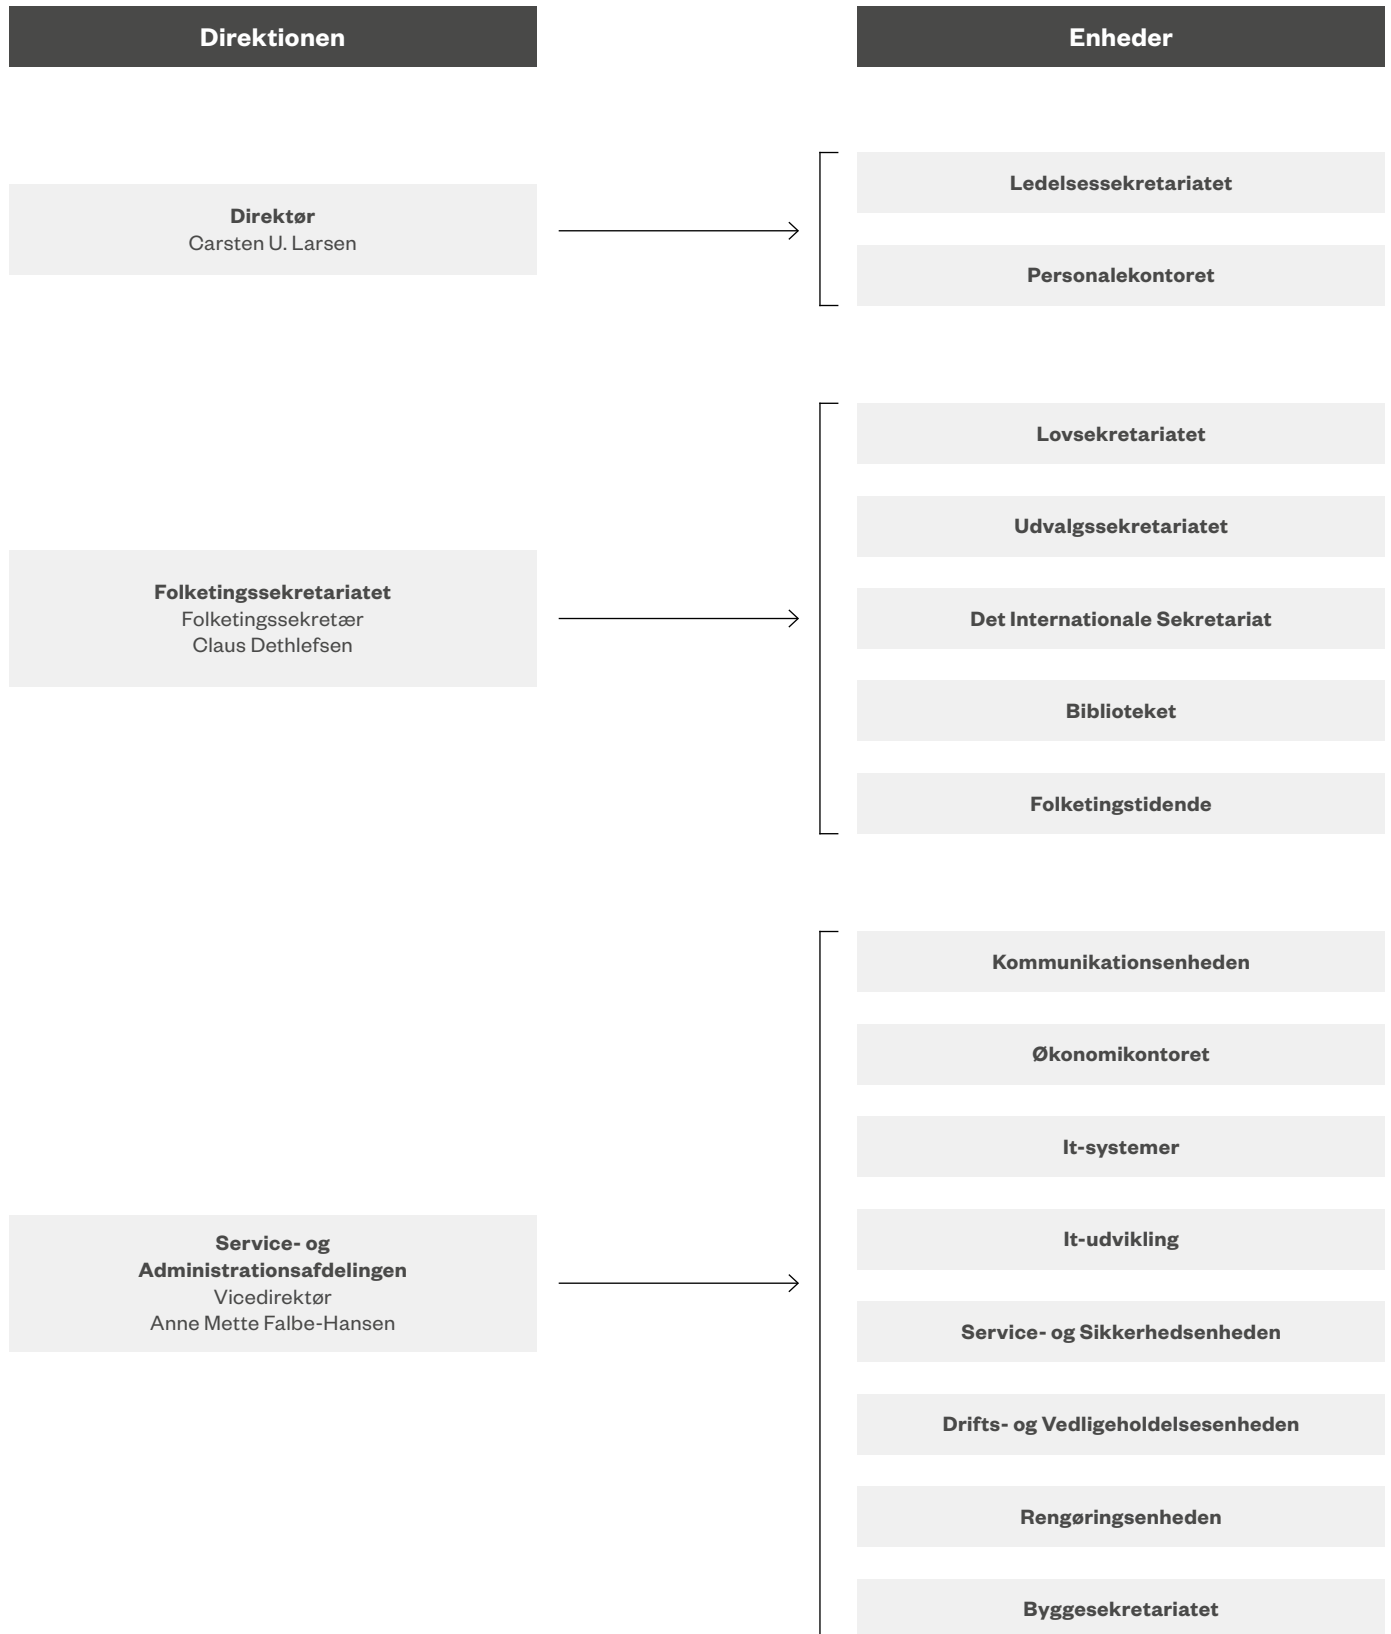 Direktionen
Enheder
Direktør
Carsten U. Larsen
Ledelsessekretariatet
Personalekontoret
Folketingssekretariatet
Folketingssekretær
Claus Dethlefsen
Lovsekretariatet
Udvalgssekretariatet
Det Internationale Sekretariat
Biblioteket
Folketingstidende
Service- og
Administrationsafdelingen
Vicedirektør
Anne Mette Falbe-Hansen
Kommunikationsenheden
Økonomikontoret
It-systemer
It-udvikling
Service- og Sikkerhedsenheden
Drifts- og Vedligeholdelsesenheden
Rengøringsenheden
Byggesekretariatet